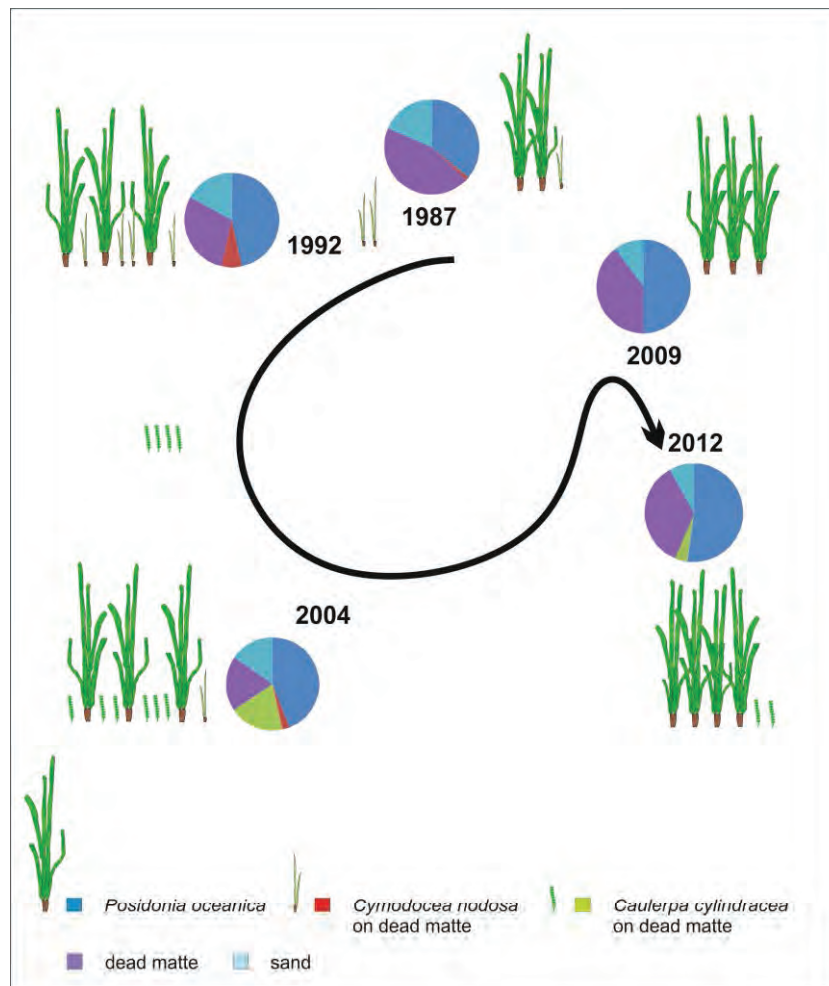 1987
1992
2009
2012
2004
Posidonia oceanica
Cymodocea nodosa
on dead matte
Caulerpa cylindracea
on dead matte
dead matte
sand